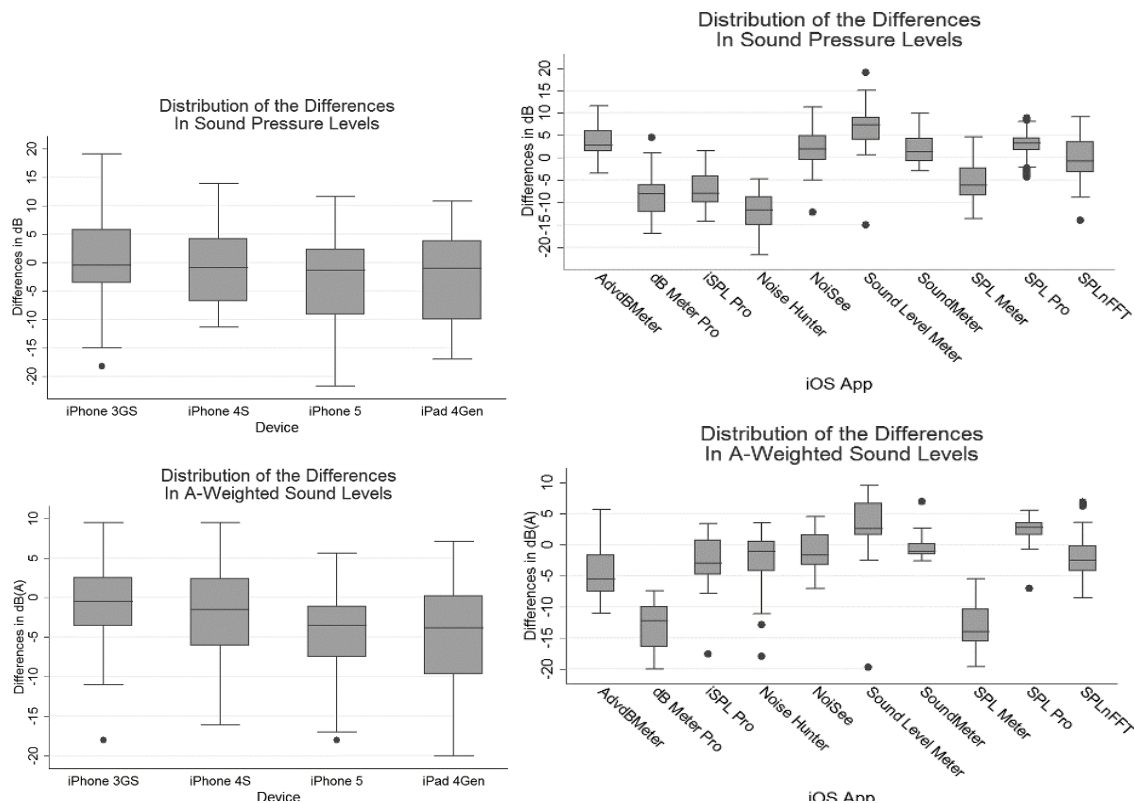 Distribution of the Differences
In Sound Pressure Levels
Differences in dB
20
15
10
5
0
-5
-10
-15
-20
iPhone 3GS iPhone 4S iPhone 5 iPad 4Gen
Device
Distribution of the Differences
In Sound Pressure Levels
Differences in dB
20
15
10
5
0
-5
-10
-15
-20
AdvdBMeter dB Meter Pro iSPL Pro Noise Hunter NoiSee Sound Level Meter SoundMeter SPL Meter SPL Pro SPLnFFT
iOS App
Distribution of the Differences
In A-Weighted Sound Levels
Differences in dB(A)
10
5
0
-5
-10
-15
-20
iPhone 3GS iPhone 4S iPhone 5 iPad 4Gen
Device
Distribution of the Differences
In A-Weighted Sound Levels
Differences in dB(A)
10
5
0
-5
-10
-15
-20
AdvdBMeter dB Meter Pro iSPL Pro Noise Hunter NoiSee Sound Level Meter SoundMeter SPL Meter SPL Pro SPLnFFT
iOS App